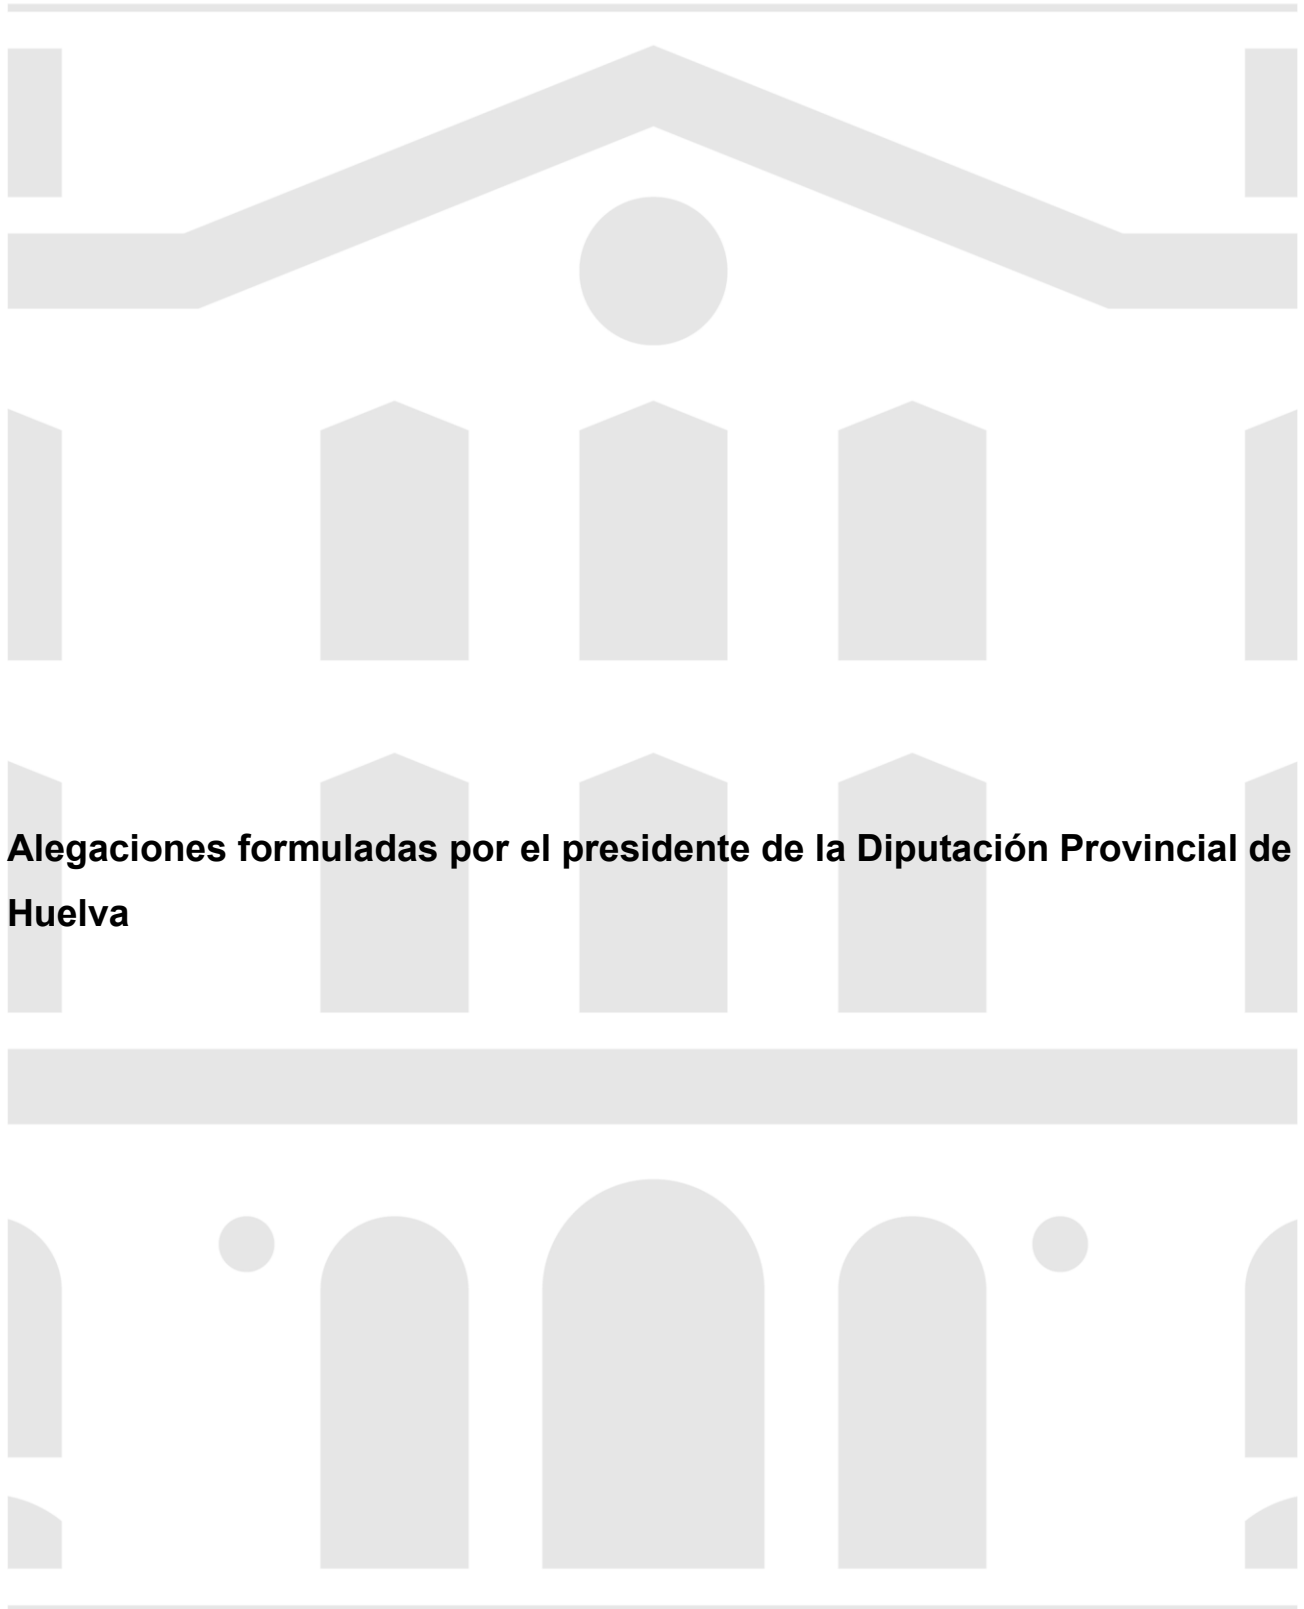 Alegaciones formuladas por el presidente de la Diputación Provincial de
Huelva